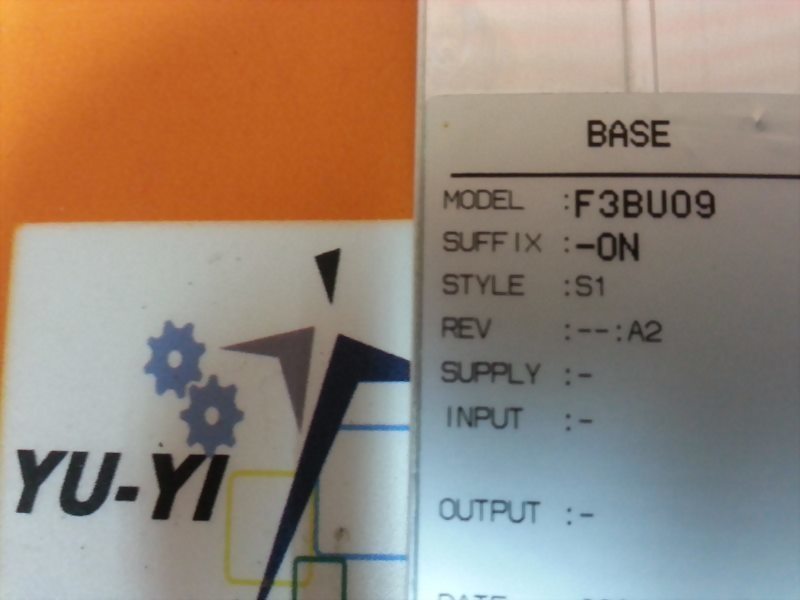 YU-YI
BASE
MODEL :F3BU09
SUFFIX :-0N
STYLE :S1
REV :--:A2
SUPPLY :-
INPUT :-
OUTPUT :-